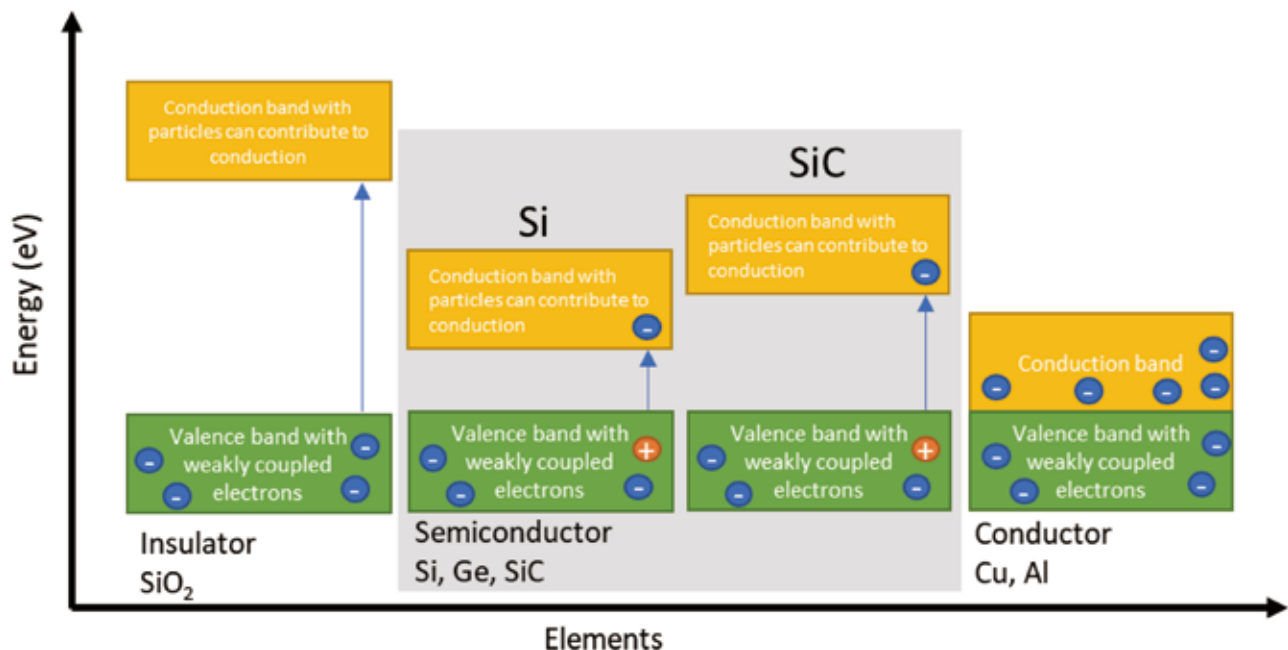 Energy (eV)
Conduction band with
particles can contribute to
conduction
Si
Conduction band with
particles can contribute to
conduction
-
SiC
Conduction band with
particles can contribute to
conduction
-
Conduction band
-
-
-
-
-
Valence band with
weakly coupled
electrons
-
-
-
-
Valence band with
weakly coupled
electrons
-
-
-
+
Valence band with
weakly coupled
electrons
-
-
-
+
Valence band with
weakly coupled
electrons
-
-
-
-
Insulator
SiO₂
Semiconductor
Si, Ge, SiC
Conductor
Cu, Al
Elements